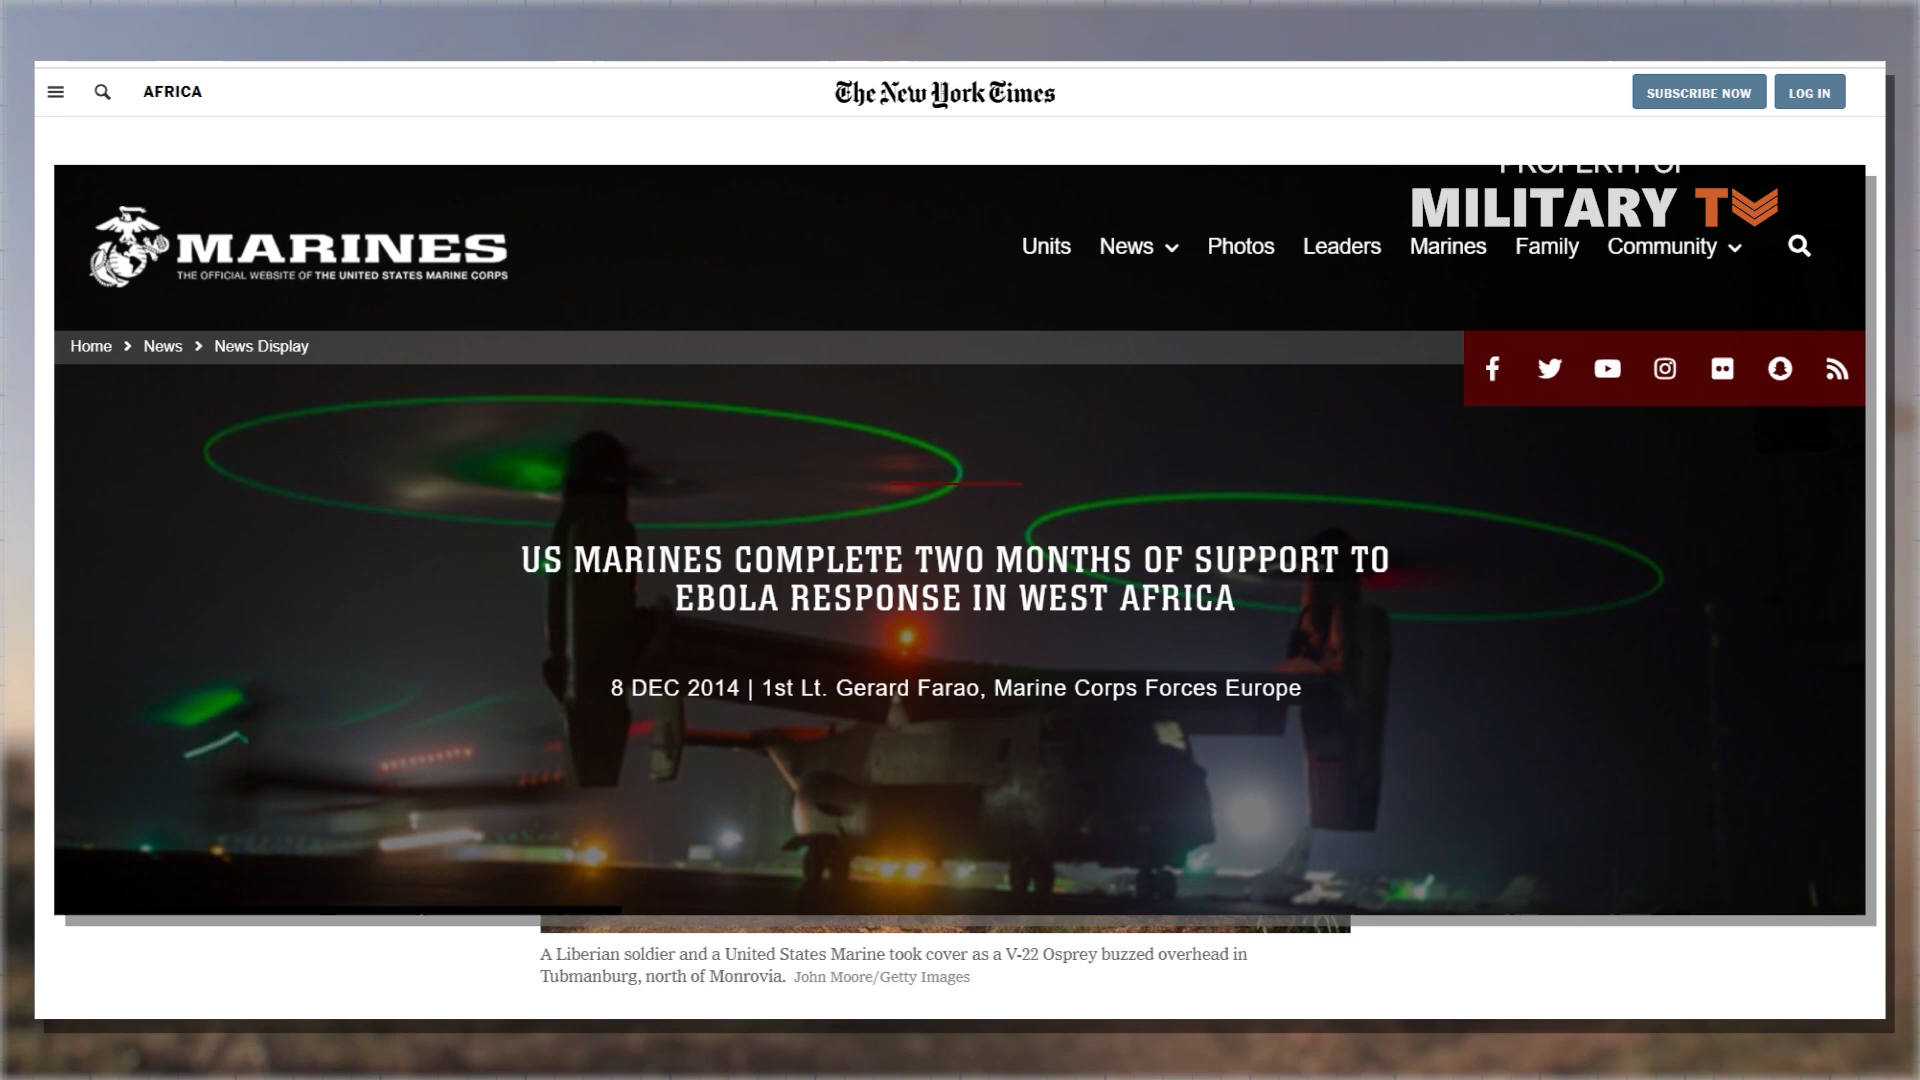 AFRICA
The New York Times
SUBSCRIBE NOW
LOG IN
PROPERTY OF
MILITARY TV
MARINES
THE OFFICIAL WEBSITE OF THE UNITED STATES MARINE CORPS
Units News Photos Leaders Marines Family Community
Home > News > News Display
US MARINES COMPLETE TWO MONTHS OF SUPPORT TO
EBOLA RESPONSE IN WEST AFRICA
8 DEC 2014 | 1st Lt. Gerard Farao, Marine Corps Forces Europe
A Liberian soldier and a United States Marine took cover as a V-22 Osprey buzzed overhead in
Tubmanburg, north of Monrovia. John Moore/Getty Images